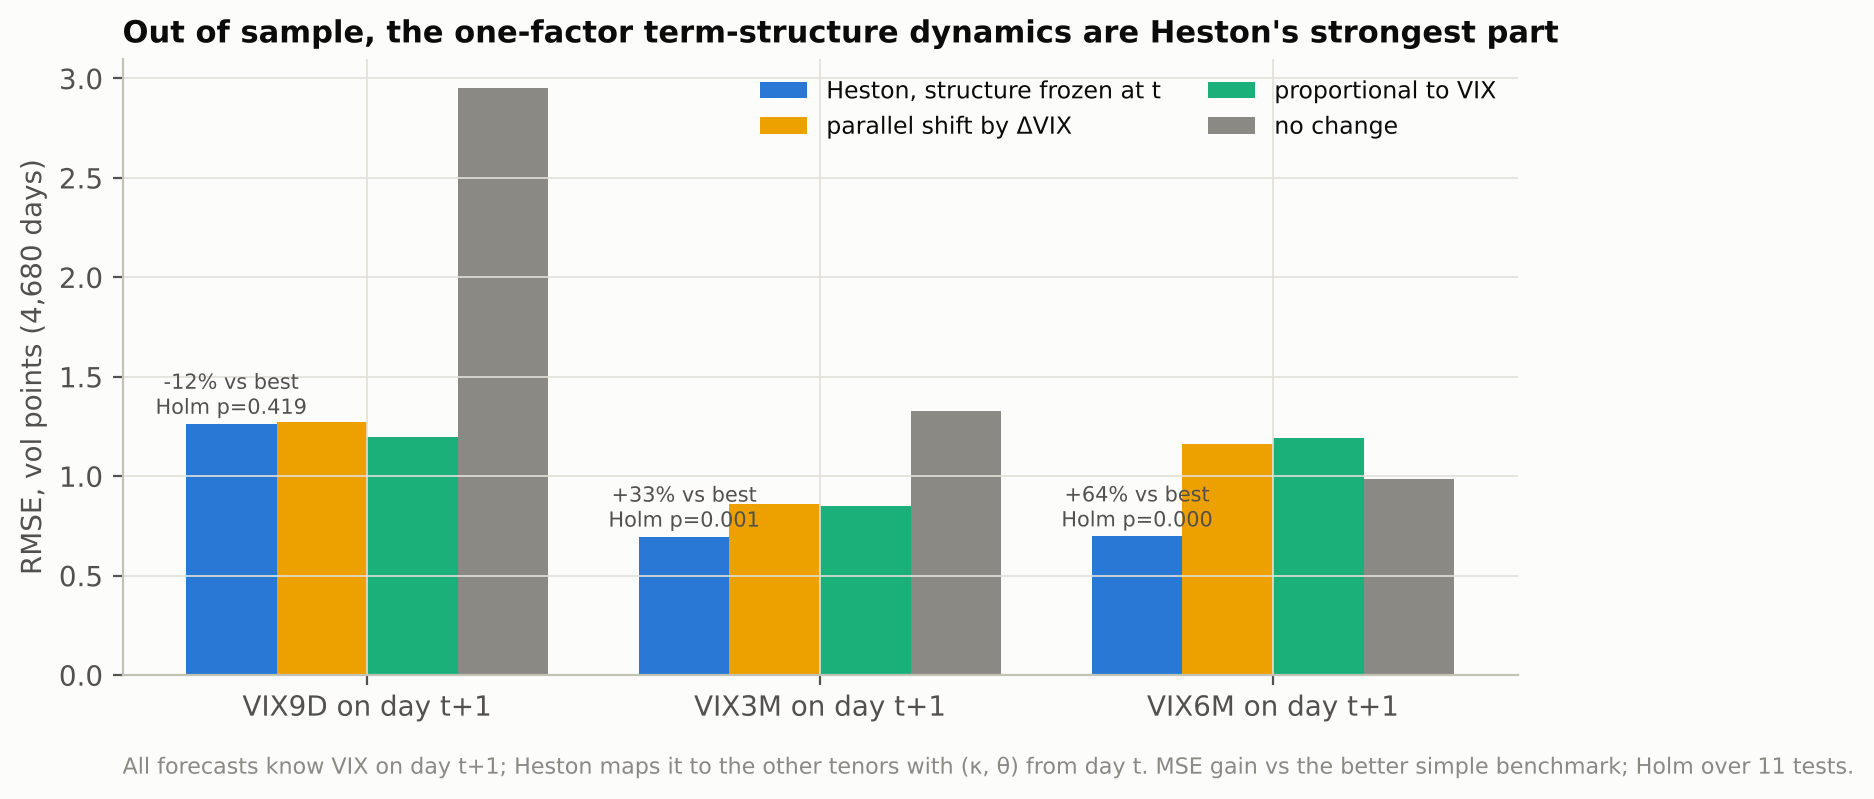 Out of sample, the one-factor term-structure dynamics are Heston's strongest part
RMSE, vol points (4,680 days)
3.0
2.5
2.0
1.5
1.0
0.5
0.0
Heston, structure frozen at t
parallel shift by ΔVIX
proportional to VIX
no change
-12% vs best
Holm p=0.419
+33% vs best
Holm p=0.001
+64% vs best
Holm p=0.000
VIX9D on day t+1
VIX3M on day t+1
VIX6M on day t+1
All forecasts know VIX on day t+1; Heston maps it to the other tenors with (κ, θ) from day t. MSE gain vs the better simple benchmark; Holm over 11 tests.